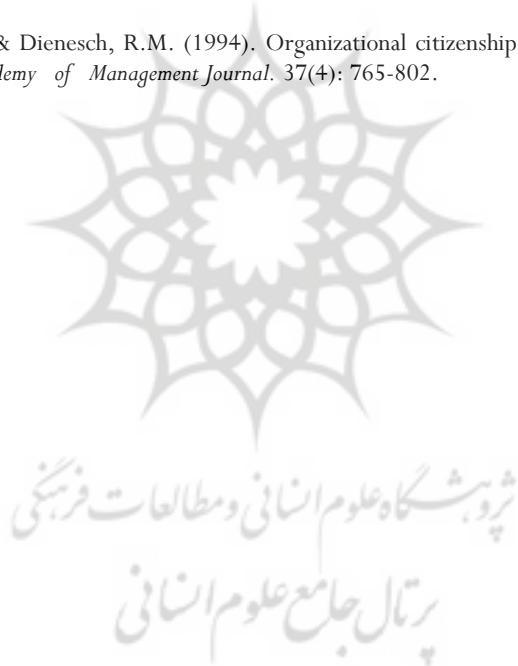 & Dienesch, R.M. (1994). Organizational citizenship
demy of Management Journal. 37(4): 765-802.
پژوهشگاه علوم انسانی و مطالعات فرهنگی
پرتال جامع علوم انسانی